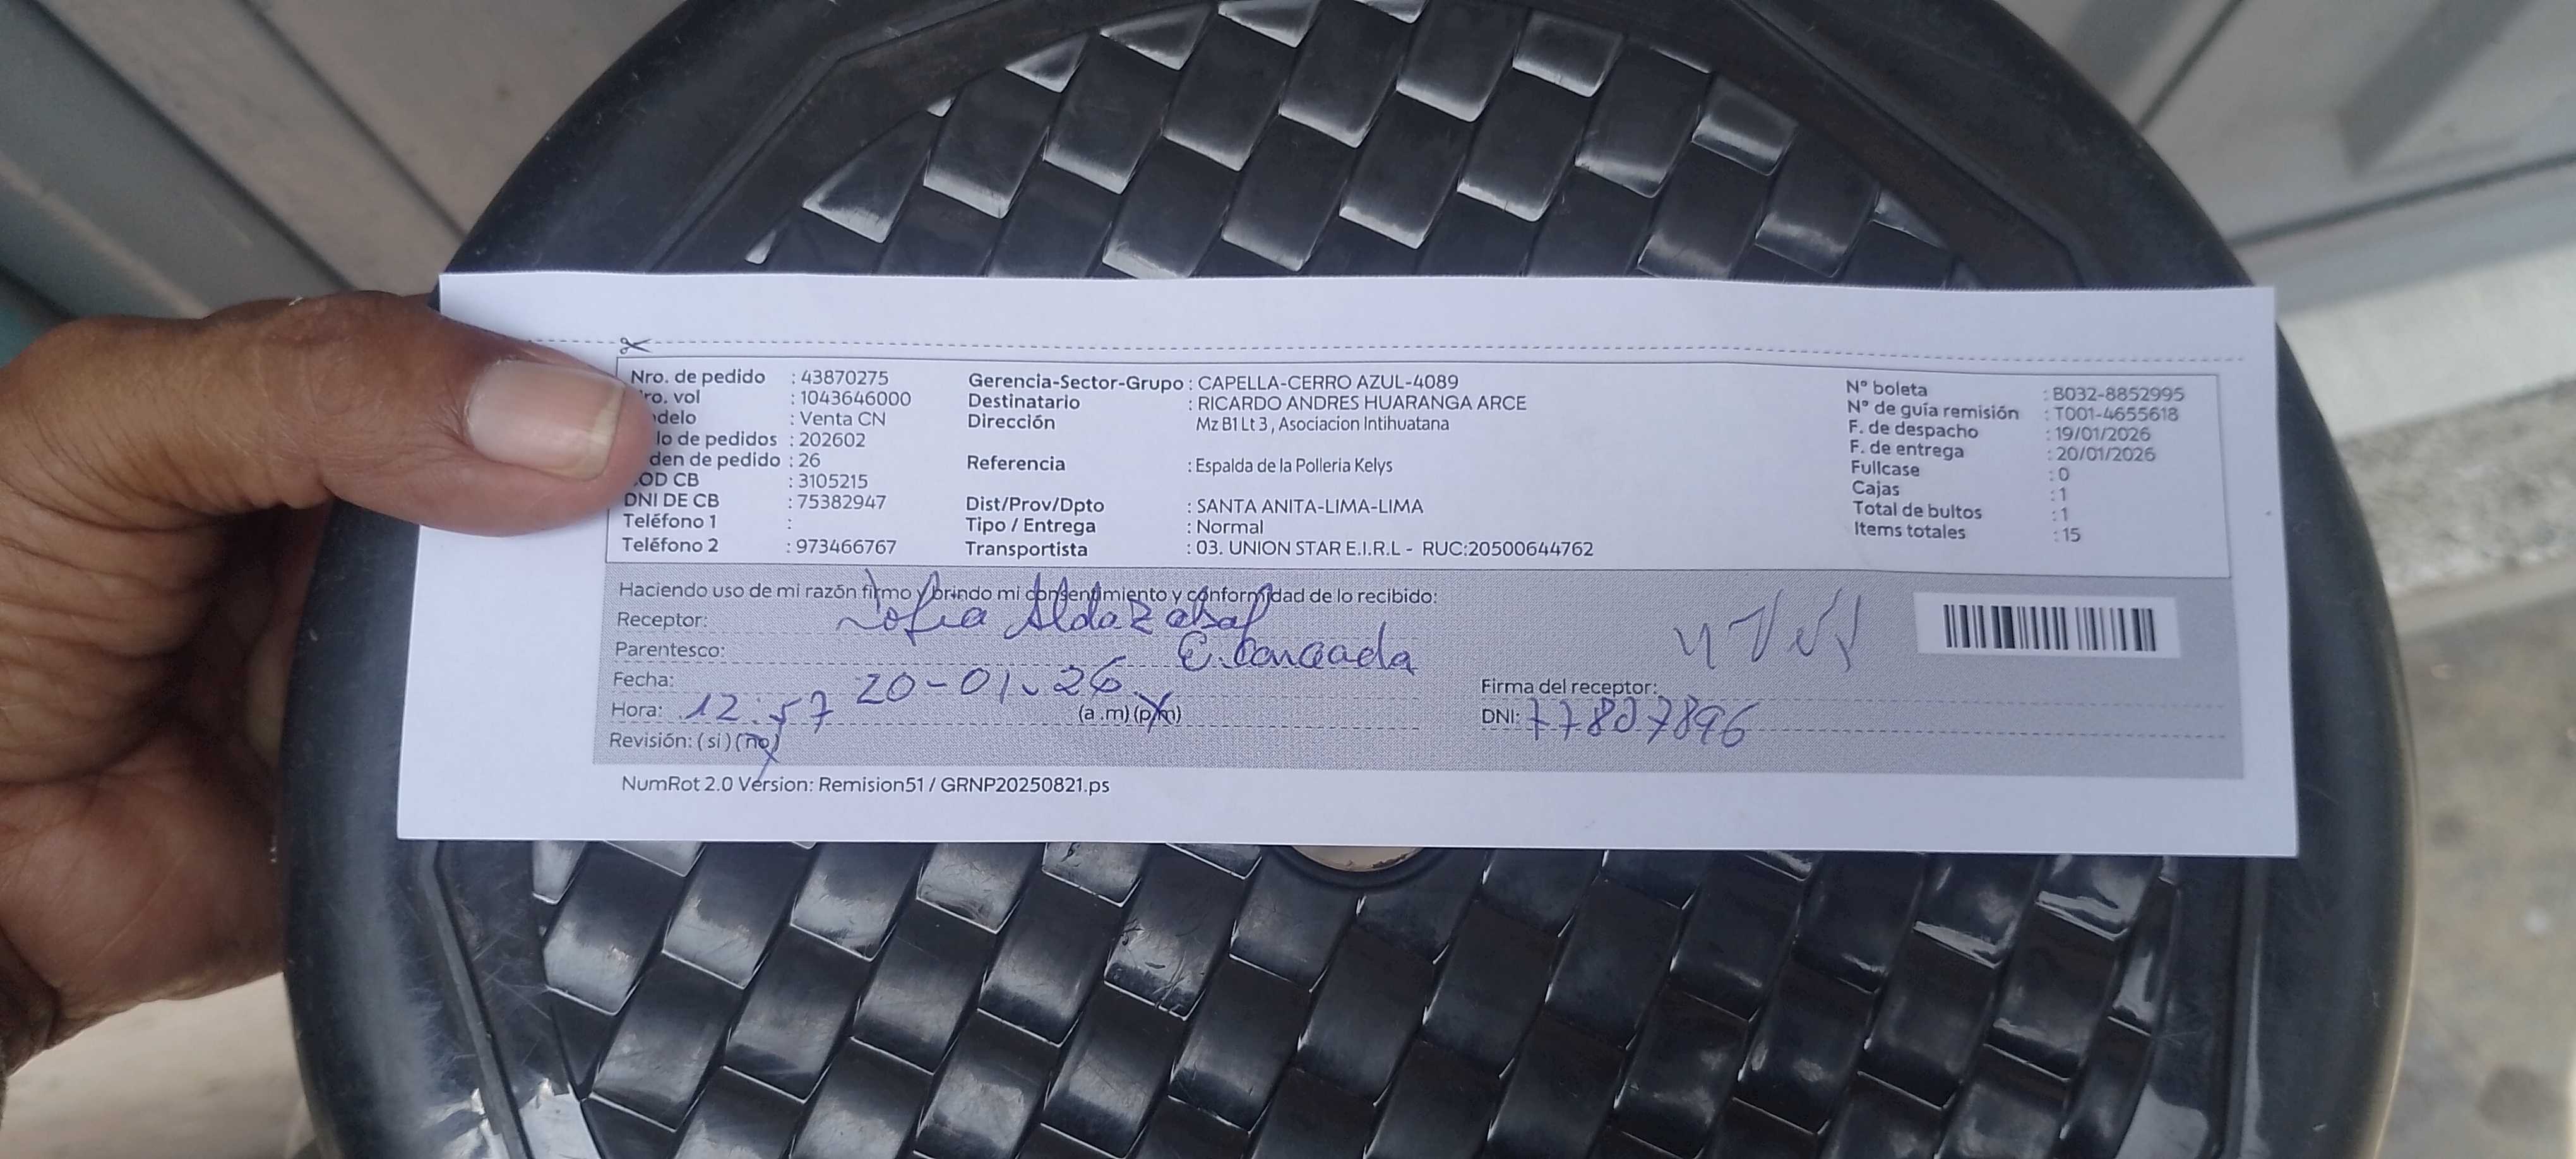 Nro. de pedido : 43870275
ro. vol : 1043646000
delo : Venta CN
lo de pedidos : 202602
den de pedido : 26
OD CB : 3105215
DNI DE CB : 75382947
Teléfono 1 :
Teléfono 2 : 973466767
Gerencia-Sector-Grupo : CAPELLA-CERRO AZUL-4089
Destinatario : RICARDO ANDRES HUARANGA ARCE
Dirección Mz B1 Lt 3 , Asociacion Intihuatana
Referencia : Espalda de la Polleria Kelys
Dist/Prov/Dpto : SANTA ANITA-LIMA-LIMA
Tipo / Entrega : Normal
Transportista : 03. UNION STAR E.I.R.L - RUC:20500644762
N° boleta : B032-8852995
N° de guía remisión : T001-4655618
F. de despacho : 19/01/2026
F. de entrega : 20/01/2026
Fullcase : 0
Cajas : 1
Total de bultos : 1
Items totales : 15
Haciendo uso de mi razón firmo y brindo mi consentimiento y conformidad de lo recibido:
Receptor: Sofia Aldazabal
Parentesco: E.
Fecha: 20-01-26
Hora: 12:57 (a .m) (p.m)
Revisión: ( si ) ( no )
Firma del receptor:
DNI: 77807896
NumRot 2.0 Version: Remision51 / GRNP20250821.ps